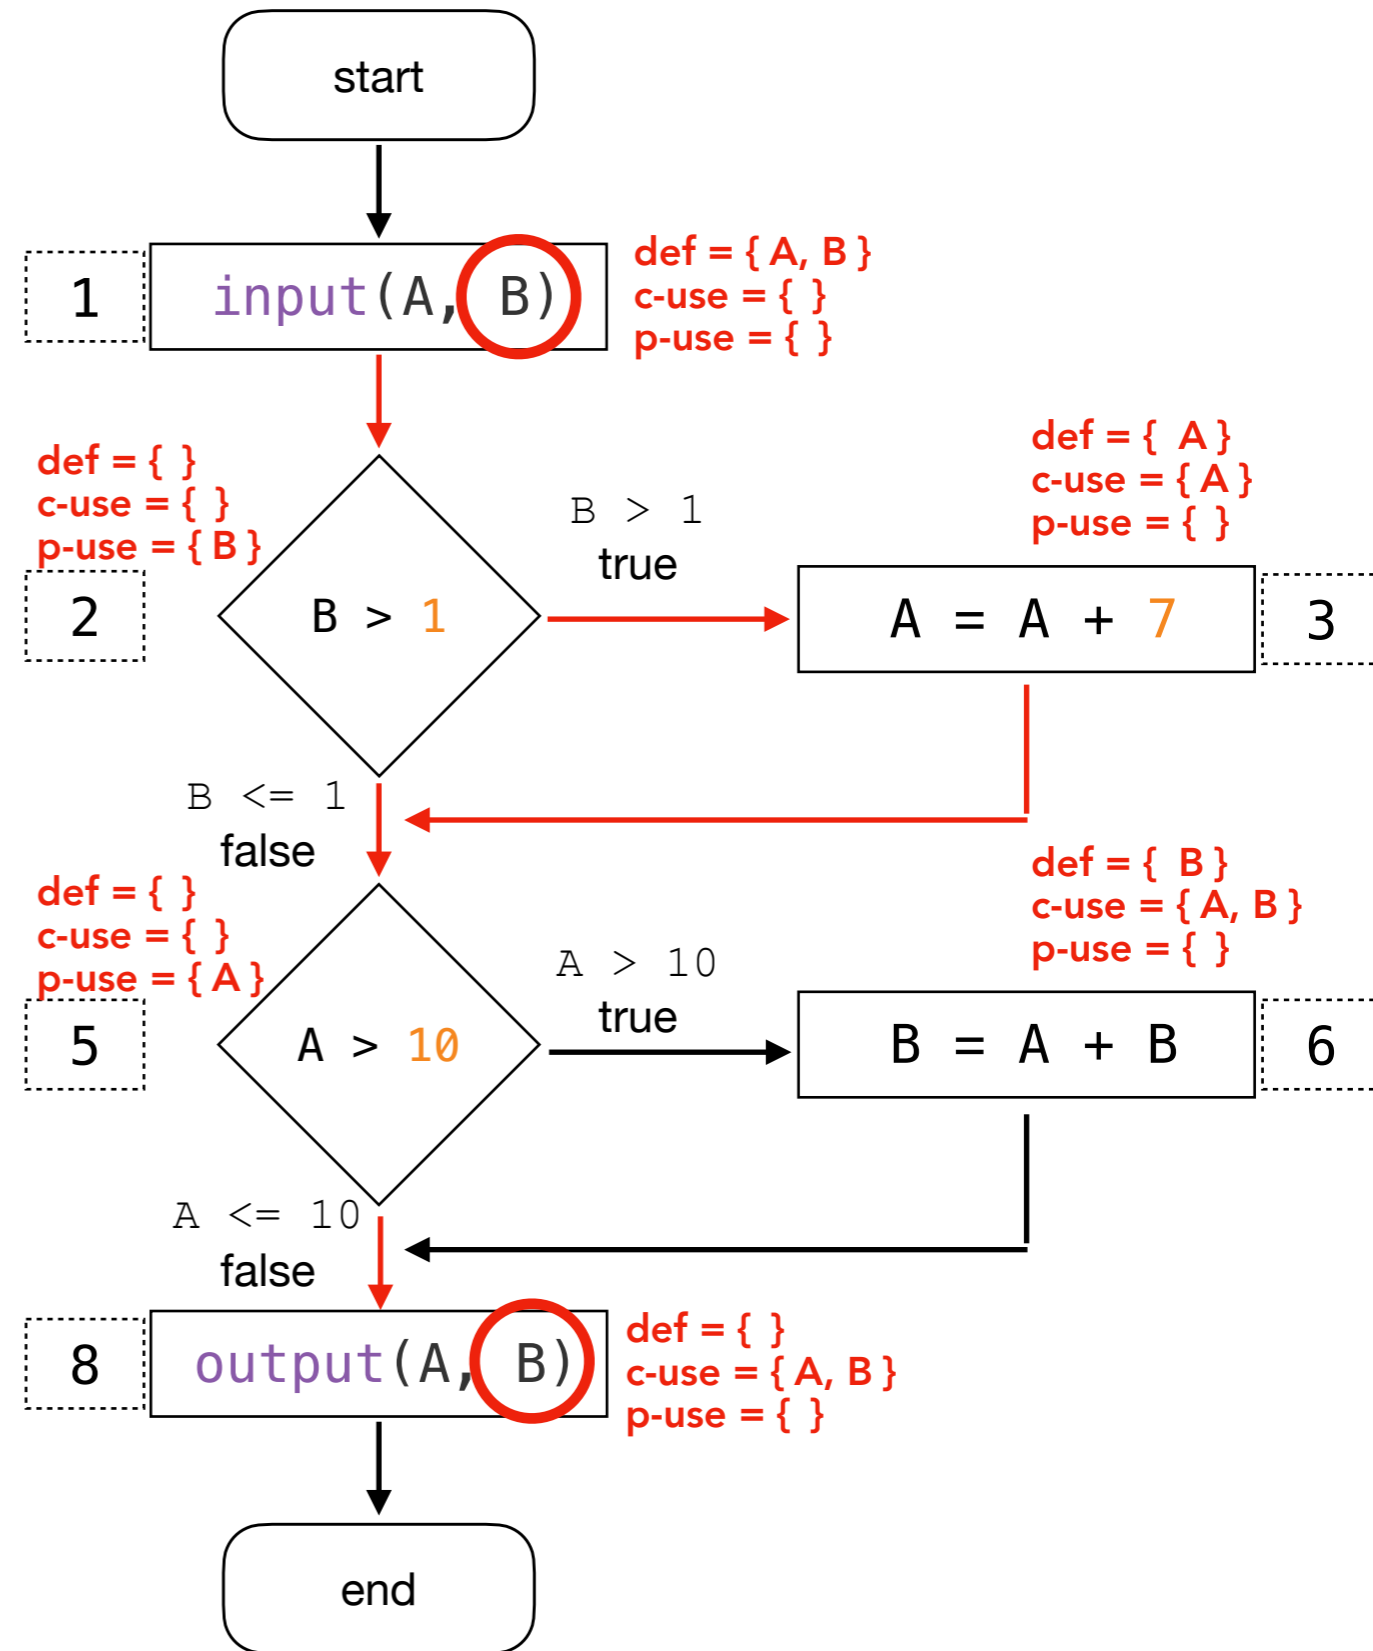 start
1
input(A, B)
def = { A, B }
c-use = { }
p-use = { }
def = { }
c-use = { }
p-use = { B }
2
B > 1
B > 1
true
def = { A }
c-use = { A }
p-use = { }
A = A + 7
3
B <= 1
false
def = { }
c-use = { }
p-use = { A }
5
A > 10
A > 10
true
def = { B }
c-use = { A, B }
p-use = { }
B = A + B
6
A <= 10
false
8
output(A, B)
def = { }
c-use = { A, B }
p-use = { }
end